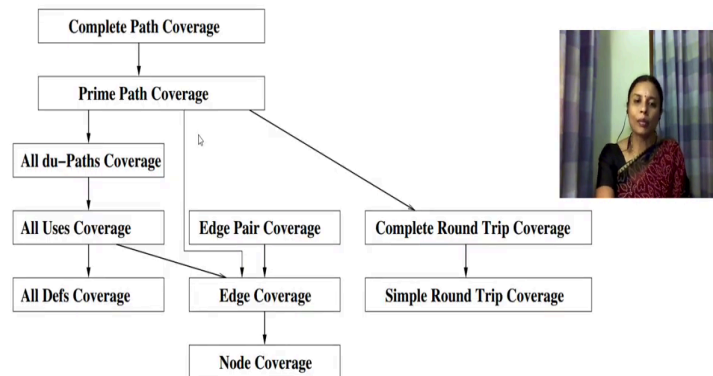 Complete Path Coverage
Prime Path Coverage
All du-Paths Coverage
All Uses Coverage
Edge Pair Coverage
Complete Round Trip Coverage
All Defs Coverage
Edge Coverage
Simple Round Trip Coverage
Node Coverage